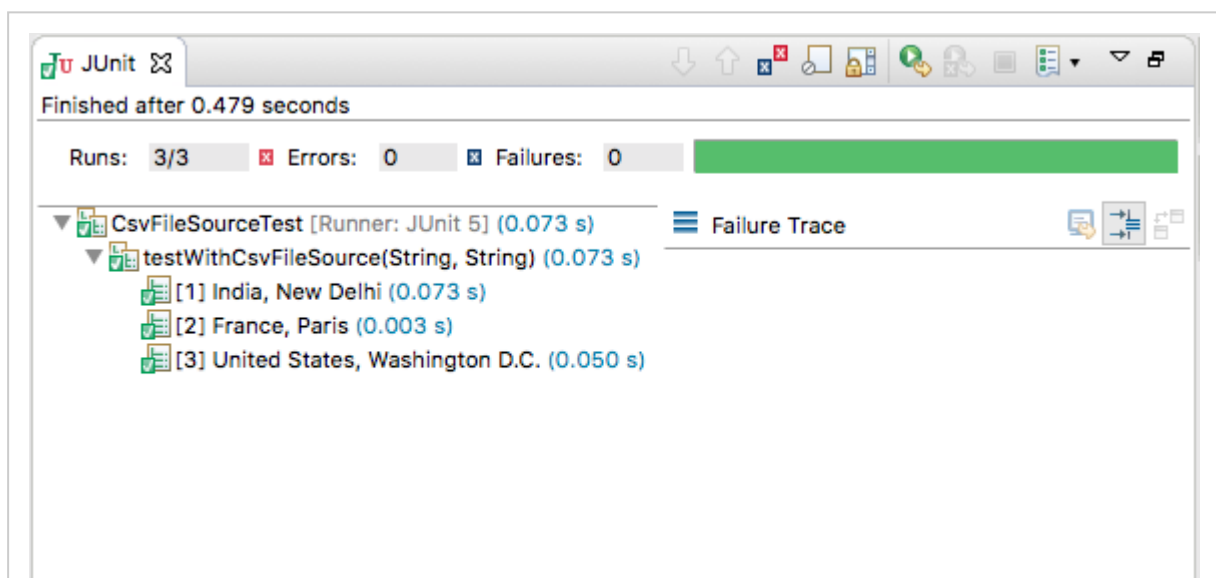 JU JUnit
Finished after 0.479 seconds
Runs: 3/3 Errors: 0 Failures: 0
CsvFileSourceTest [Runner: JUnit 5] (0.073 s)
Failure Trace
testWithCsvFileSource(String, String) (0.073 s)
[1] India, New Delhi (0.073 s)
[2] France, Paris (0.003 s)
[3] United States, Washington D.C. (0.050 s)